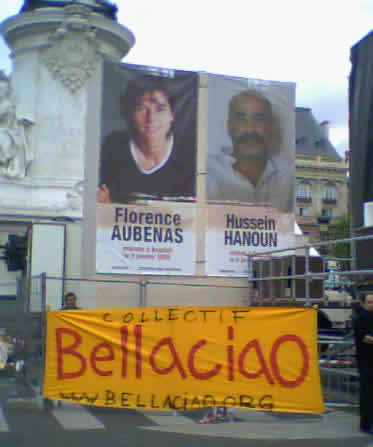 Florence
AUBENAS
Hussein
HANOUN
COLLECTIF
Bellaciao
www.BELLACIAO.ORG